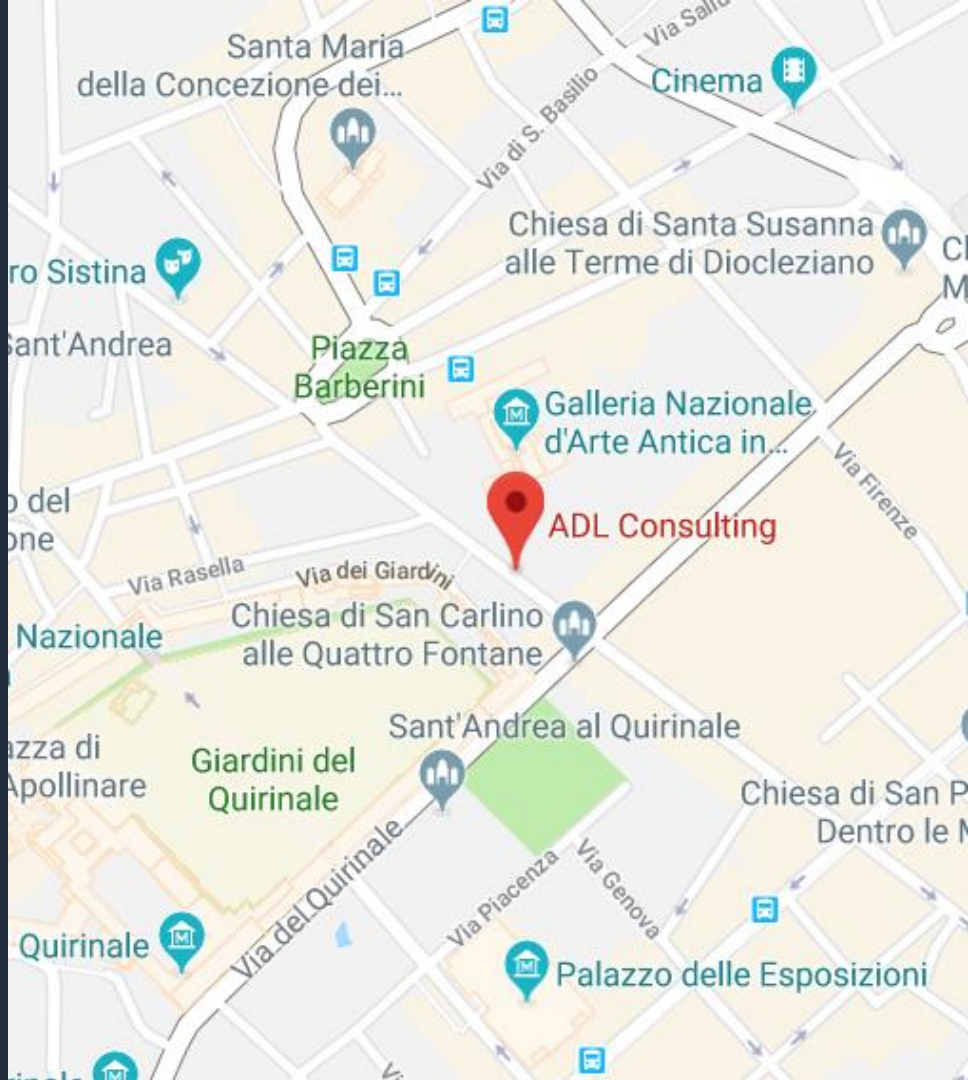 Santa Maria
della Concezione dei...
Via di S. Basilio
Cinema
Chiesa di Santa Susanna
alle Terme di Diocleziano
ro Sistina
Sant'Andrea
Piazza
Barberini
Galleria Nazionale
d'Arte Antica in...
o del
one
ADL Consulting
Via Firenze
Via Rasella
Via dei Giardini
Chiesa di San Carlino
alle Quattro Fontane
Nazionale
Sant'Andrea al Quirinale
azza di
Apollinare
Giardini del
Quirinale
Chiesa di San P
Dentro le
Via del Quirinale
Via Piacenza
Via Genova
Quirinale
Palazzo delle Esposizioni